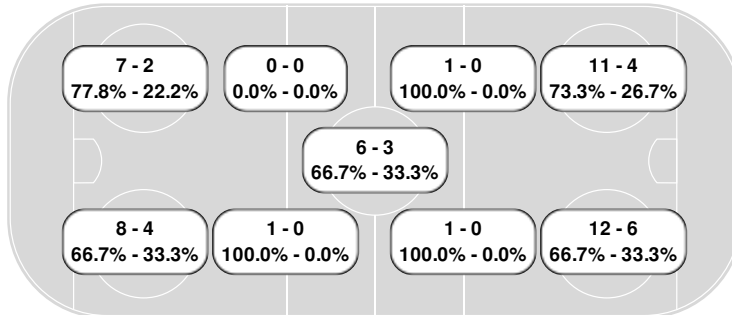 7 - 2
77.8% - 22.2%
0 - 0
0.0% - 0.0%
1 - 0
100.0% - 0.0%
11 - 4
73.3% - 26.7%
6 - 3
66.7% - 33.3%
8 - 4
66.7% - 33.3%
1 - 0
100.0% - 0.0%
1 - 0
100.0% - 0.0%
12 - 6
66.7% - 33.3%